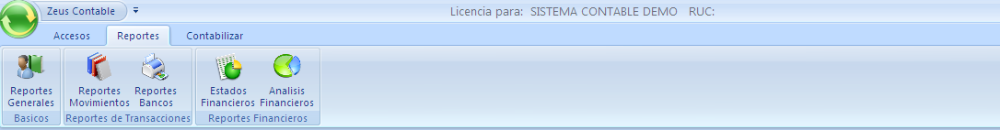 Zeus Contable
Licencia para: SISTEMA CONTABLE DEMO RUC:
Accesos Reportes Contabilizar
Reportes Generales
Reportes Movimientos
Reportes Bancos
Estados Financieros
Analisis Financieros
Basicos
Reportes de Transacciones
Reportes Financieros